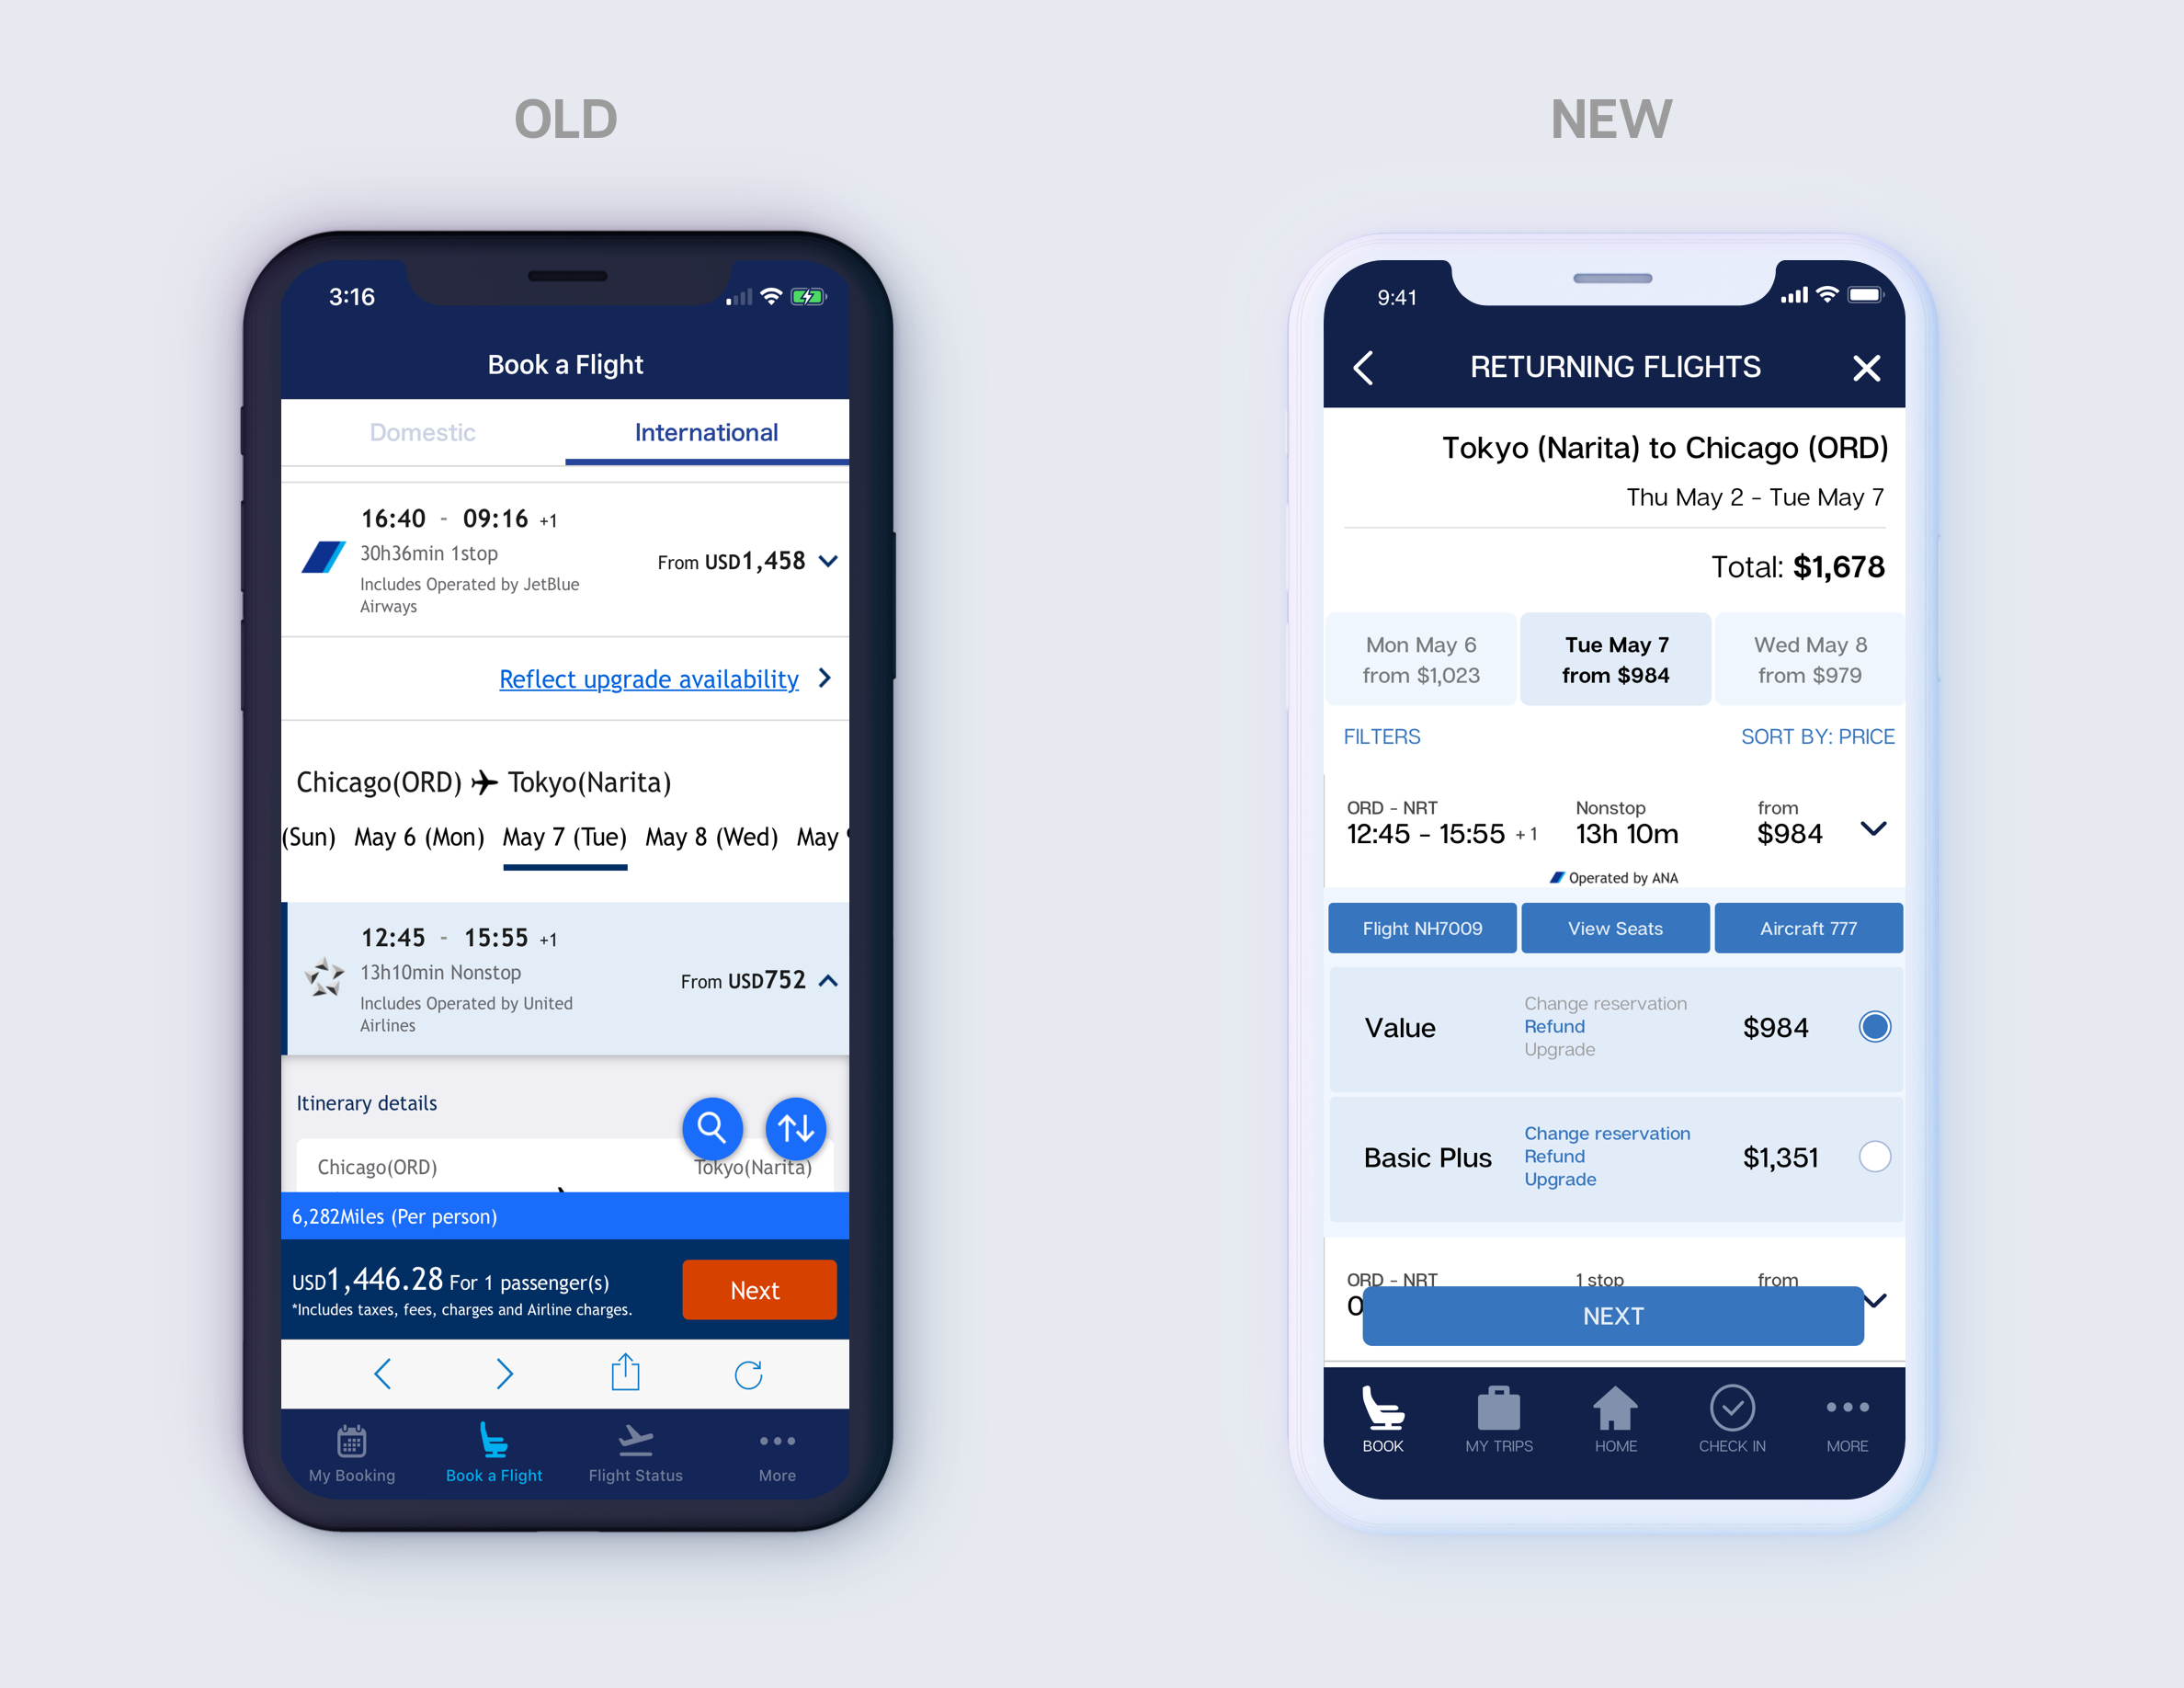 OLD
3:16
Book a Flight
Domestic
International
16:40 - 09:16 +1
30h36min 1stop
Includes Operated by JetBlue
Airways
From USD1,458
Reflect upgrade availability
Chicago(ORD) Tokyo(Narita)
(Sun) May 6 (Mon) May 7 (Tue) May 8 (Wed) May
12:45 - 15:55 +1
13h10min Nonstop
Includes Operated by United
Airlines
From USD752
Itinerary details
Chicago(ORD)
Tokyo(Narita)
6,282Miles (Per person)
USD1,446.28 For 1 passenger(s)
*Includes taxes, fees, charges and Airline charges.
Next
My Booking
Book a Flight
Flight Status
More
NEW
9:41
RETURNING FLIGHTS
Tokyo (Narita) to Chicago (ORD)
Thu May 2 - Tue May 7
Total: $1,678
Mon May 6
from $1,023
Tue May 7
from $984
Wed May 8
from $979
FILTERS
SORT BY: PRICE
ORD - NRT
12:45 - 15:55 +1
Nonstop
13h 10m
from
$984
Operated by ANA
Flight NH7009
View Seats
Aircraft 777
Value
Change reservation
Refund
Upgrade
$984
Basic Plus
Change reservation
Refund
Upgrade
$1,351
ORD - NRT
1 stop
from
NEXT
BOOK
MY TRIPS
HOME
CHECK IN
MORE